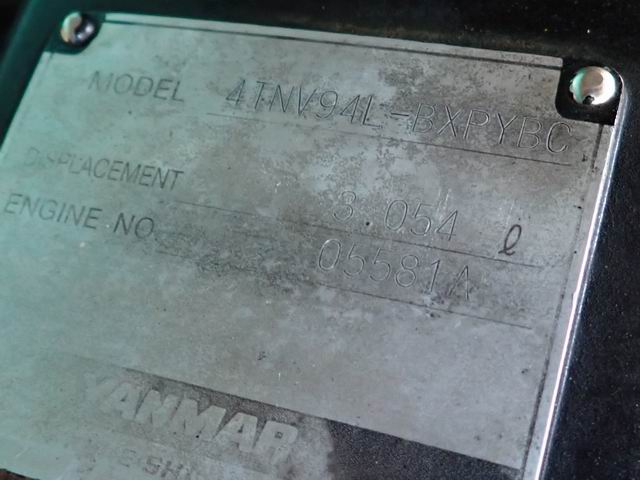 MODEL 4TNV94L-BXPYBC
DISPLACEMENT 3.054 ℓ
ENGINE NO. 05581A
YANMAR